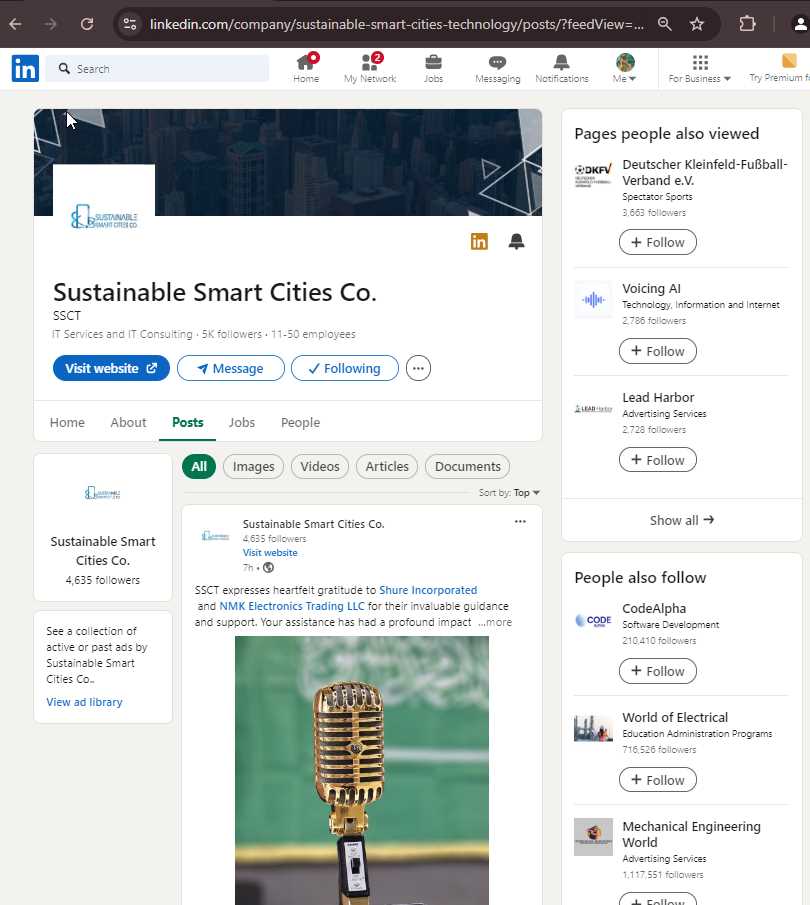 linkedin.com/company/sustainable-smart-cities-technology/posts/?feedView=...
in
Search
Home
2
My Network
Jobs
Messaging
Notifications
Me
For Business
Try Premium f
SUSTAINABLE
SMART CITIES CO
in
Sustainable Smart Cities Co.
SSCT
IT Services and IT Consulting · 5K followers · 11-50 employees
Visit website
Message
Following
Home
About
Posts
Jobs
People
Sustainable Smart
Cities Co.
4,635 followers
See a collection of
active or past ads by
Sustainable Smart
Cities Co..
View ad library
All
Images
Videos
Articles
Documents
Sort by: Top
Sustainable Smart Cities Co.
4,635 followers
Visit website
7h •
SSCT expresses heartfelt gratitude to Shure Incorporated
and NMK Electronics Trading LLC for their invaluable guidance
and support. Your assistance has had a profound impact ...more
Pages people also viewed
DKFV
Deutscher Kleinfeld-Fußball-
Verband e.V.
Spectator Sports
3,663 followers
+ Follow
Voicing AI
Technology, Information and Internet
2,786 followers
+ Follow
LEAD Harbor
Lead Harbor
Advertising Services
2,728 followers
+ Follow
Show all →
People also follow
CODE
CodeAlpha
Software Development
210,410 followers
+ Follow
World of Electrical
Education Administration Programs
716,526 followers
+ Follow
Mechanical Engineering
World
Advertising Services
1,117,551 followers
+ Follow